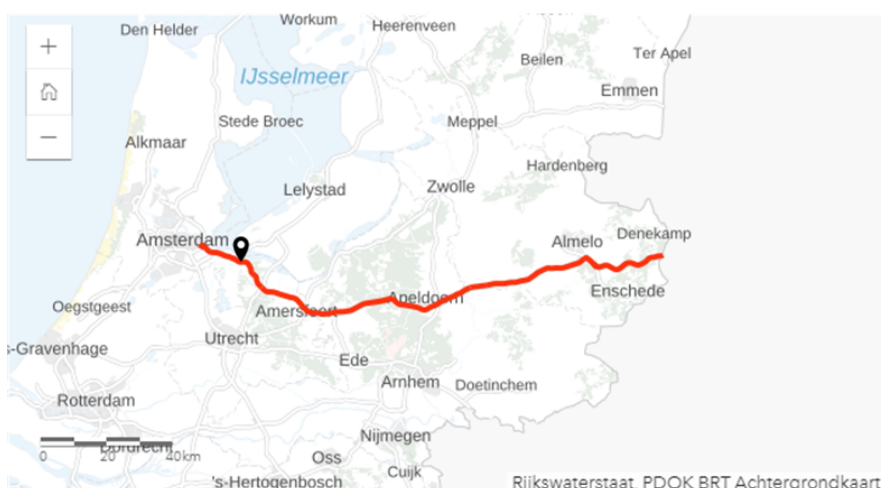 Workum
Den Helder
Heerenveen
+
Ter Apel
Beilen
IJsselmeer
Emmen
−
Stede Broec
Meppel
Alkmaar
Hardenberg
Lelystad
Zwolle
Denekamp
Amsterdam
Almelo
Enschede
Apeldoorn
Oegstgeest
Amersfoort
Utrecht
s-Gravenhage
Ede
Arnhem
Doetinchem
Rotterdam
Nijmegen
Dordrecht
0 20 40km
Oss
Cuijk
's-Hertogenbosch
Rijkswaterstaat, PDOK BRT Achtergrondkaart